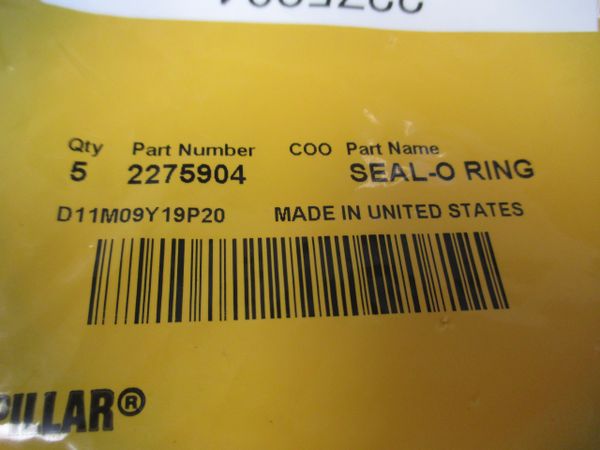 Qty Part Number COO Part Name
5 2275904 SEAL-O RING
D11M09Y19P20 MADE IN UNITED STATES
PILLAR®